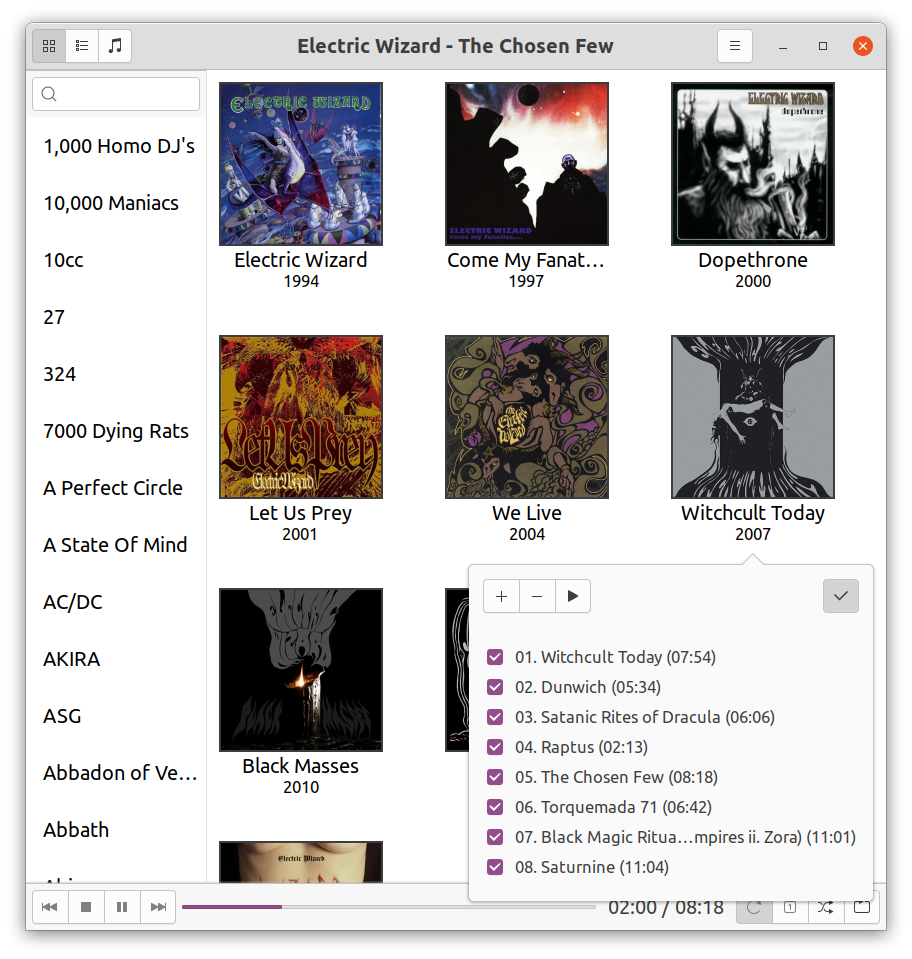 Electric Wizard - The Chosen Few
1,000 Homo DJ's
10,000 Maniacs
10cc
27
324
7000 Dying Rats
A Perfect Circle
A State Of Mind
AC/DC
AKIRA
ASG
Abbadon of Ve…
Abbath
ELECTRIC WIZARD
Electric Wizard
1994
ELECTRIC WIZARD
come my fanatics....
Come My Fanat…
1997
ELECTRIC WIZARD
dopethrone
Dopethrone
2000
Let Us Prey
Electric Wizard
Let Us Prey
2001
We Live
2004
Witchcult Today
2007
BLACK MASSES
Black Masses
2010
Electric Wizard
01. Witchcult Today (07:54)
02. Dunwich (05:34)
03. Satanic Rites of Dracula (06:06)
04. Raptus (02:13)
05. The Chosen Few (08:18)
06. Torquemada 71 (06:42)
07. Black Magic Ritua…mpires ii. Zora) (11:01)
08. Saturnine (11:04)
02:00 / 08:18
1